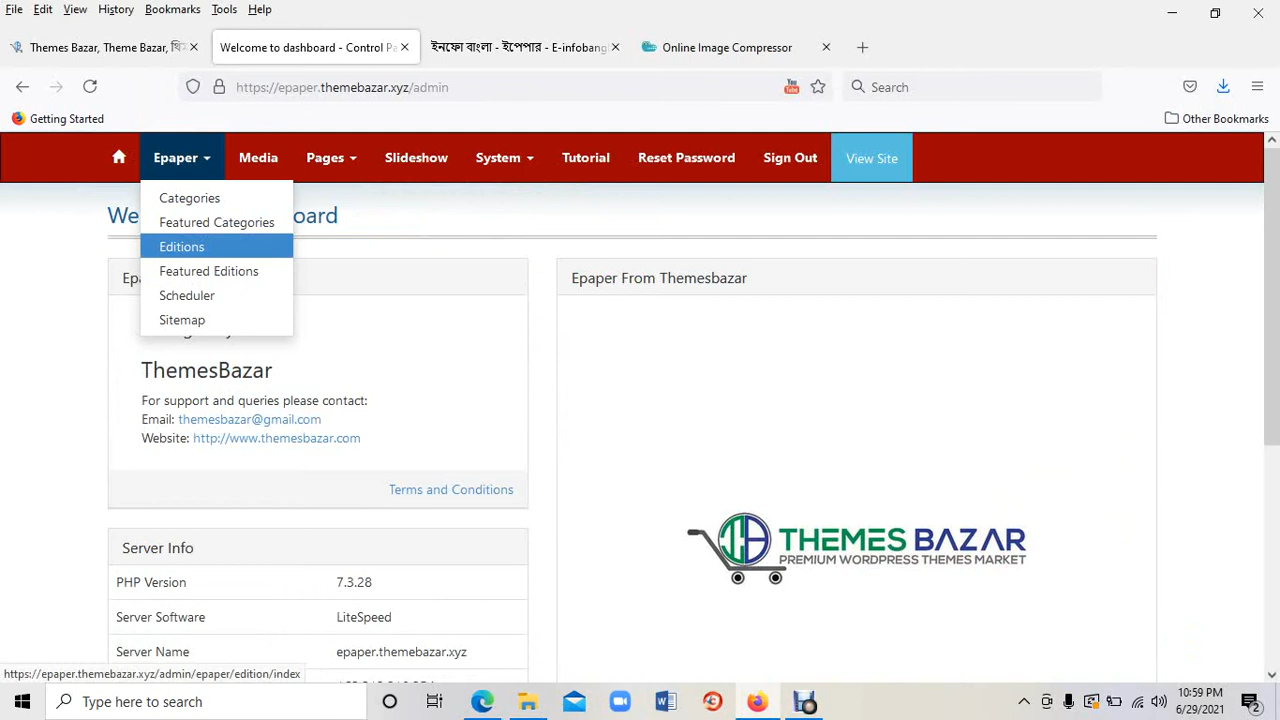 File Edit View History Bookmarks Tools Help
Themes Bazar, Theme Bazar, থি
Welcome to dashboard - Control Pa
ইনফো বাংলা - ইপেপার - E-infobang
Online Image Compressor
https://epaper.themebazar.xyz/admin
You Tube
Search
Getting Started
Other Bookmarks
Epaper Media Pages Slideshow System Tutorial Reset Password Sign Out View Site
Categories
Featured Categories
Editions
Featured Editions
Scheduler
Sitemap
We oard
Epa
Epaper From Themesbazar
ThemesBazar
For support and queries please contact:
Email: themesbazar@gmail.com
Website: http://www.themesbazar.com
Terms and Conditions
THEMES BAZAR
PREMIUM WORDPRESS THEMES MARKET
Server Info
PHP Version 7.3.28
Server Software LiteSpeed
Server Name epaper.themebazar.xyz
https://epaper.themebazar.xyz/admin/epaper/edition/index
Type here to search
10:59 PM
6/29/2021
2